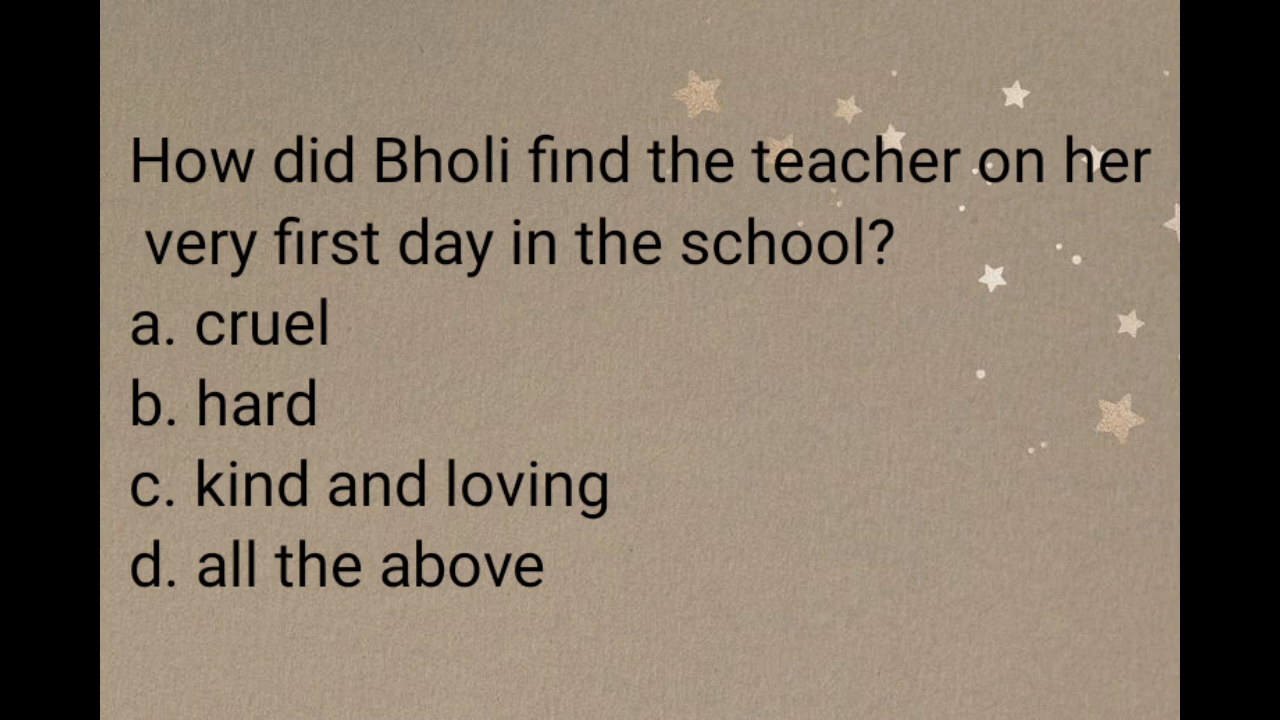 How did Bholi find the teacher on her
very first day in the school?
a. cruel
b. hard
c. kind and loving
d. all the above